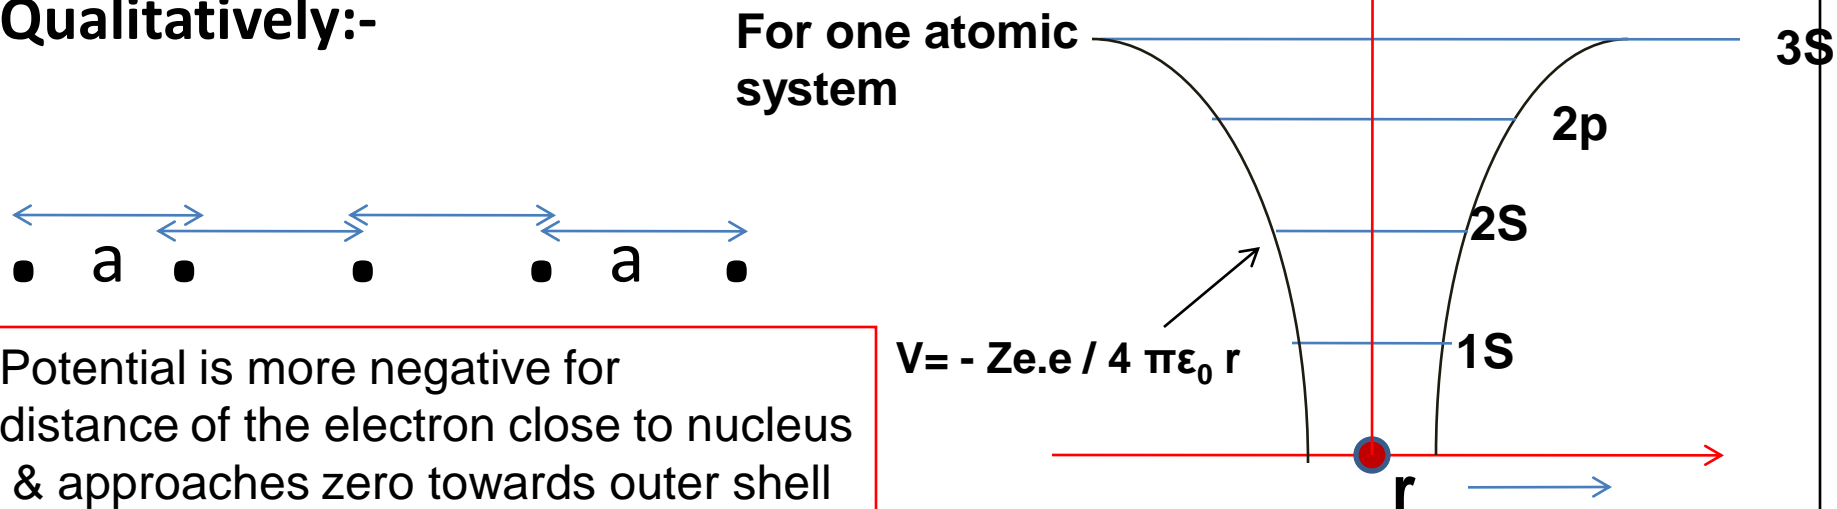 Qualitatively:-
For one atomic
system
3S
2p
2S
1S
a a
V= - Ze.e / 4 πε₀ r
Potential is more negative for
distance of the electron close to nucleus
& approaches zero towards outer shell
r